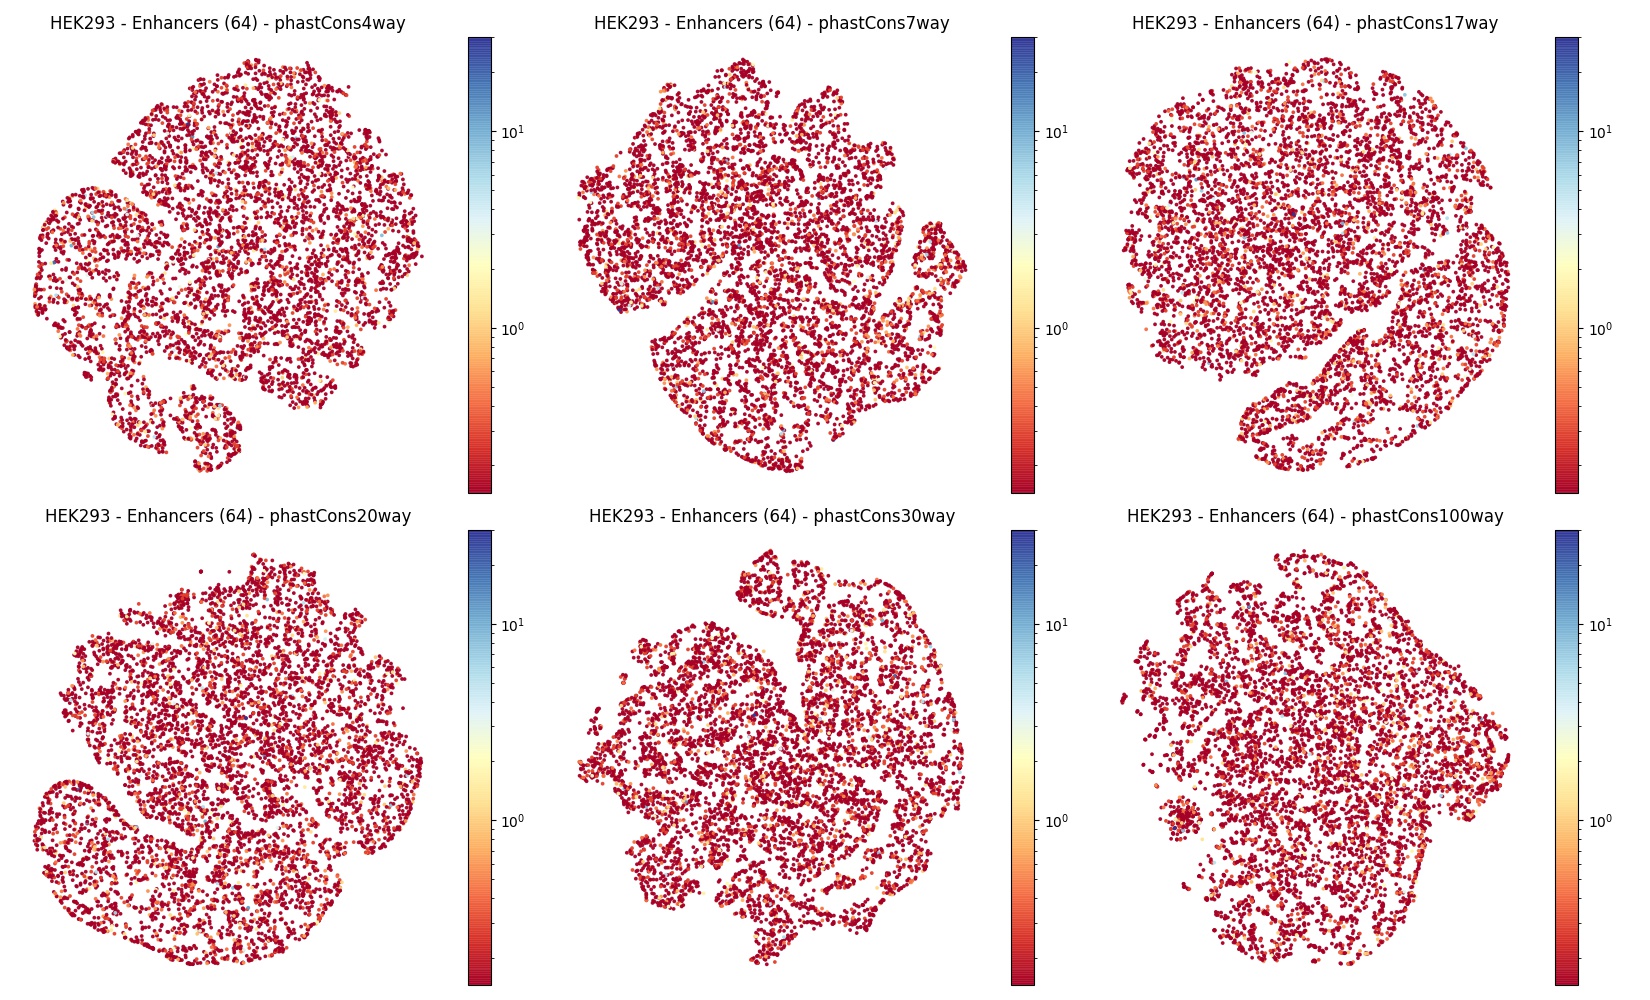 HEK293 - Enhancers (64) - phastCons4way
HEK293 - Enhancers (64) - phastCons7way
HEK293 - Enhancers (64) - phastCons17way
10¹
10⁰
10¹
10⁰
10¹
10⁰
HEK293 - Enhancers (64) - phastCons20way
HEK293 - Enhancers (64) - phastCons30way
HEK293 - Enhancers (64) - phastCons100way
10¹
10⁰
10¹
10⁰
10¹
10⁰